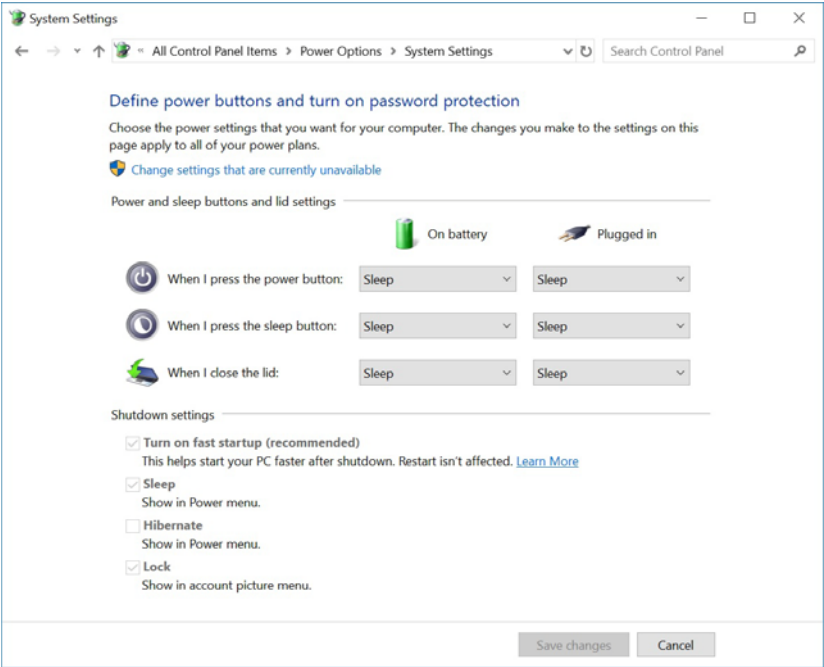 System Settings
« All Control Panel Items > Power Options > System Settings
Search Control Panel
Define power buttons and turn on password protection
Choose the power settings that you want for your computer. The changes you make to the settings on this
page apply to all of your power plans.
Change settings that are currently unavailable
Power and sleep buttons and lid settings
On battery Plugged in
When I press the power button: Sleep Sleep
When I press the sleep button: Sleep Sleep
When I close the lid: Sleep Sleep
Shutdown settings
Turn on fast startup (recommended)
This helps start your PC faster after shutdown. Restart isn't affected. Learn More
Sleep
Show in Power menu.
Hibernate
Show in Power menu.
Lock
Show in account picture menu.
Save changes Cancel